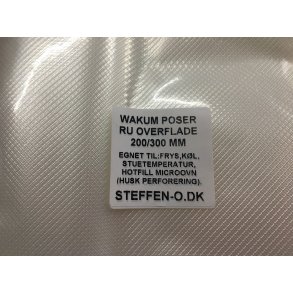 WAKUM POSER
RU OVERFLADE
200/300 MM
EGNET TIL:FRYS,KØL,
STUETEMPERATUR,
HOTFILL MICROOVN
(HUSK PERFORERING).
STEFFEN-O.DK